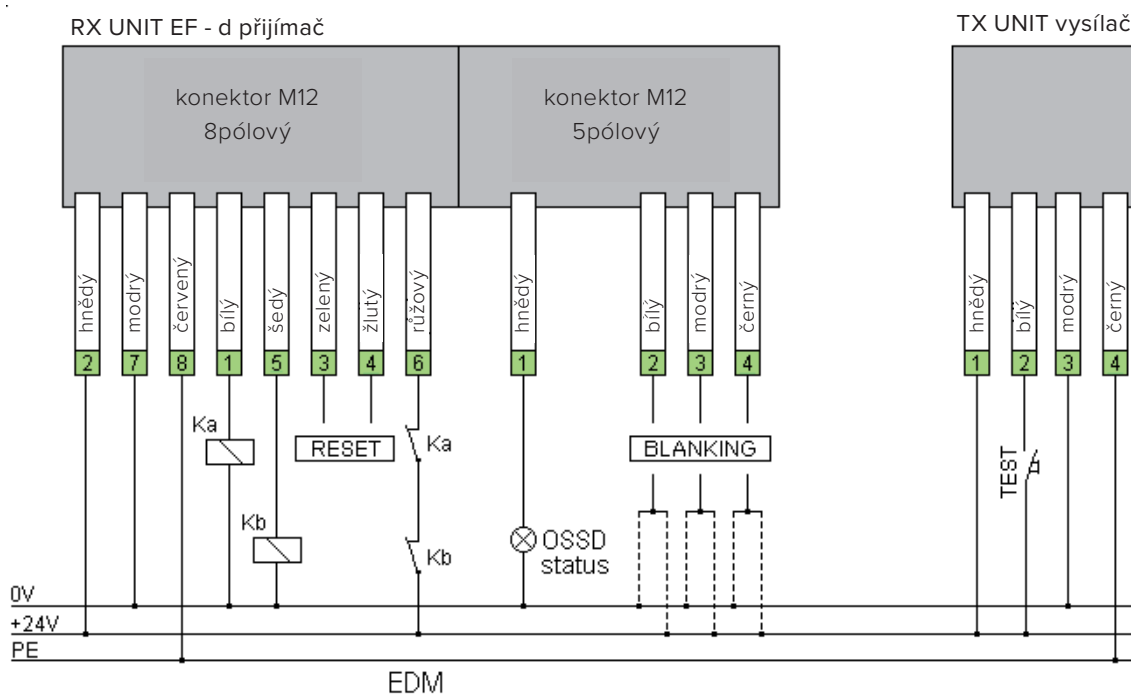 RX UNIT EF - d přijímač
TX UNIT vysílač
konektor M12
8pólový
konektor M12
5pólový
hnědý
modrý
červený
bílý
šedý
zelený
žlutý
růžový
hnědý
bílý
modrý
černý
hnědý
bílý
modrý
černý
2 7 8 1 5 3 4 6 1 2 3 4 1 2 3 4
Ka
RESET
Ka
BLANKING
TEST
Kb
Kb
OSSD
status
0V
+24V
PE
EDM